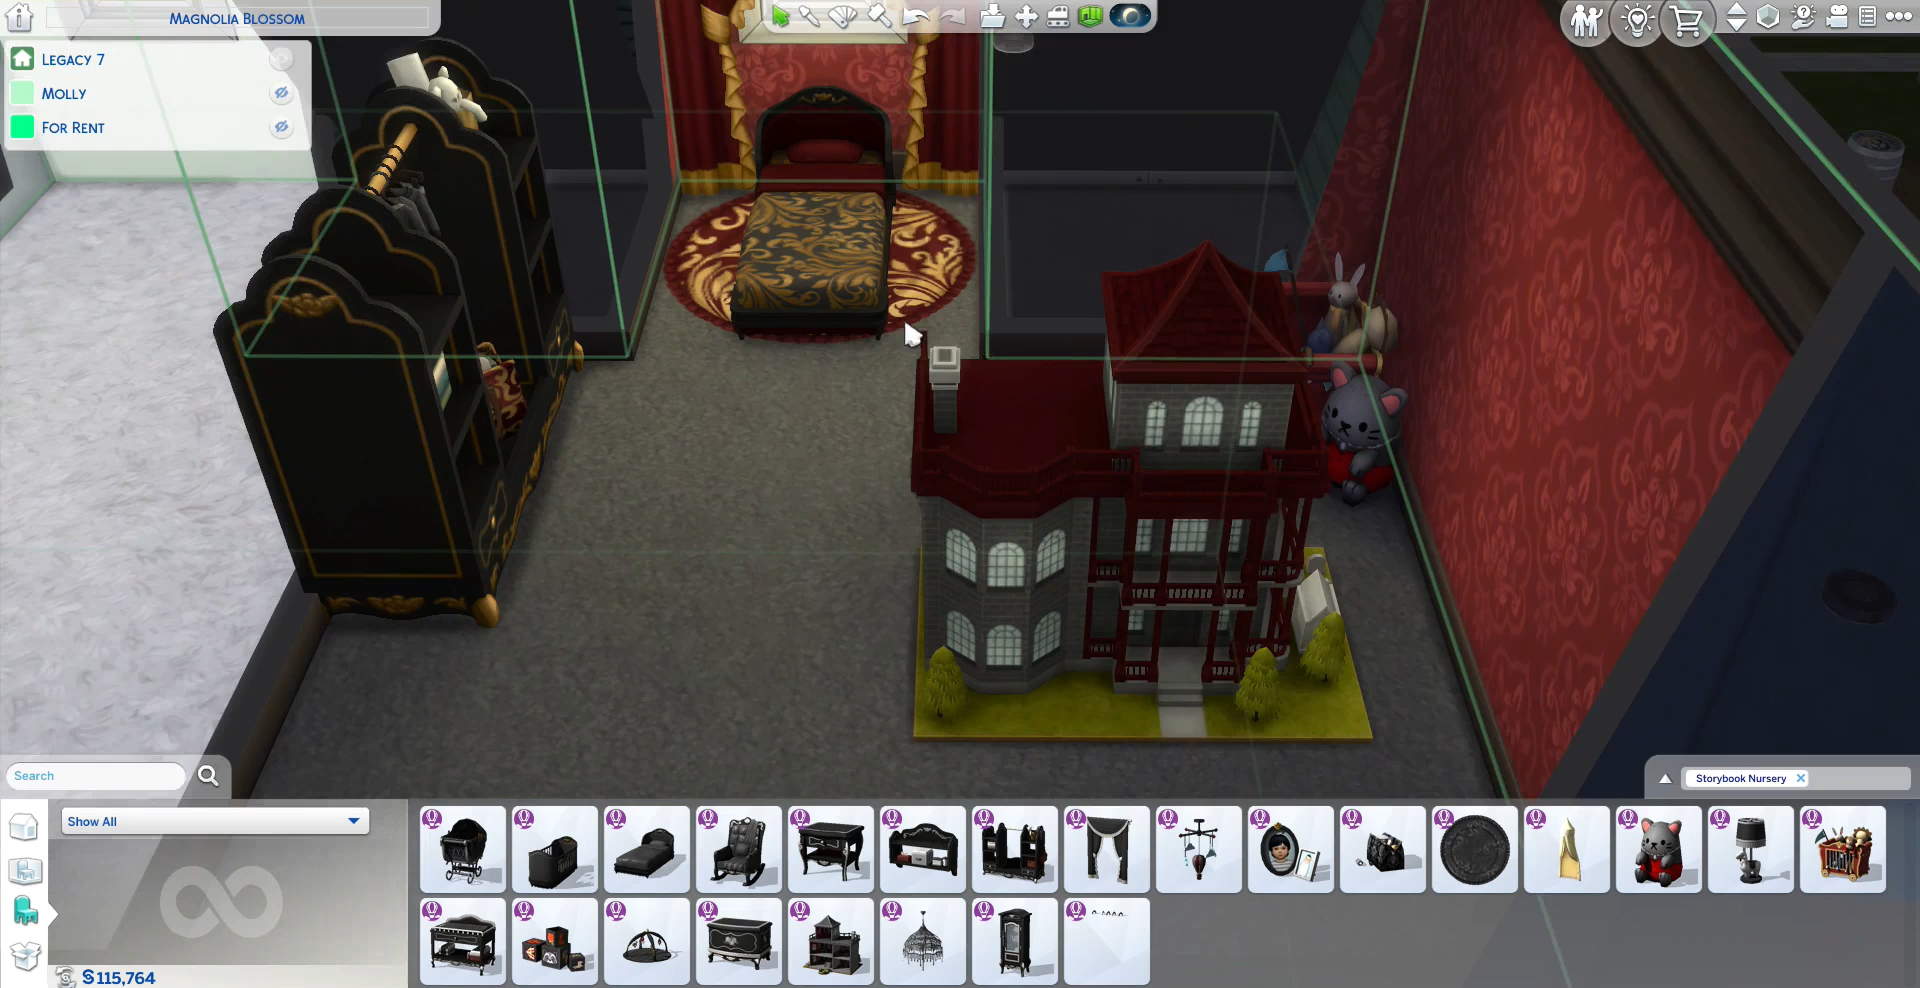 Magnolia Blossom
Legacy 7
Molly
For Rent
Search
Storybook Nursery
Show All
§115,764